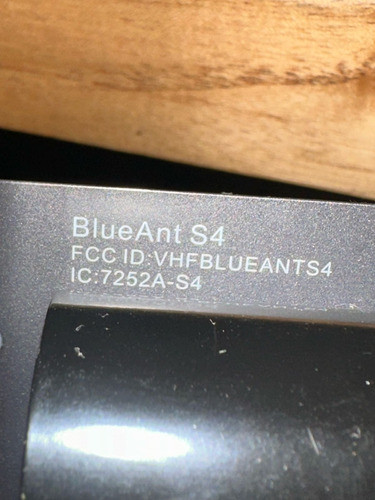 BlueAnt S4
FCC ID:VHFBLUEANTS4
IC:7252A-S4